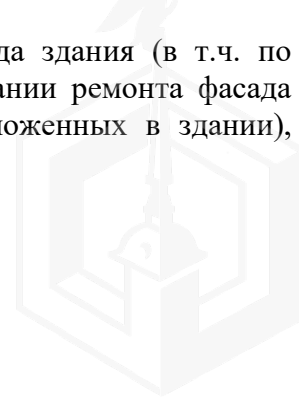 да здания (в т.ч. по
ании ремонта фасада
ложенных в здании),